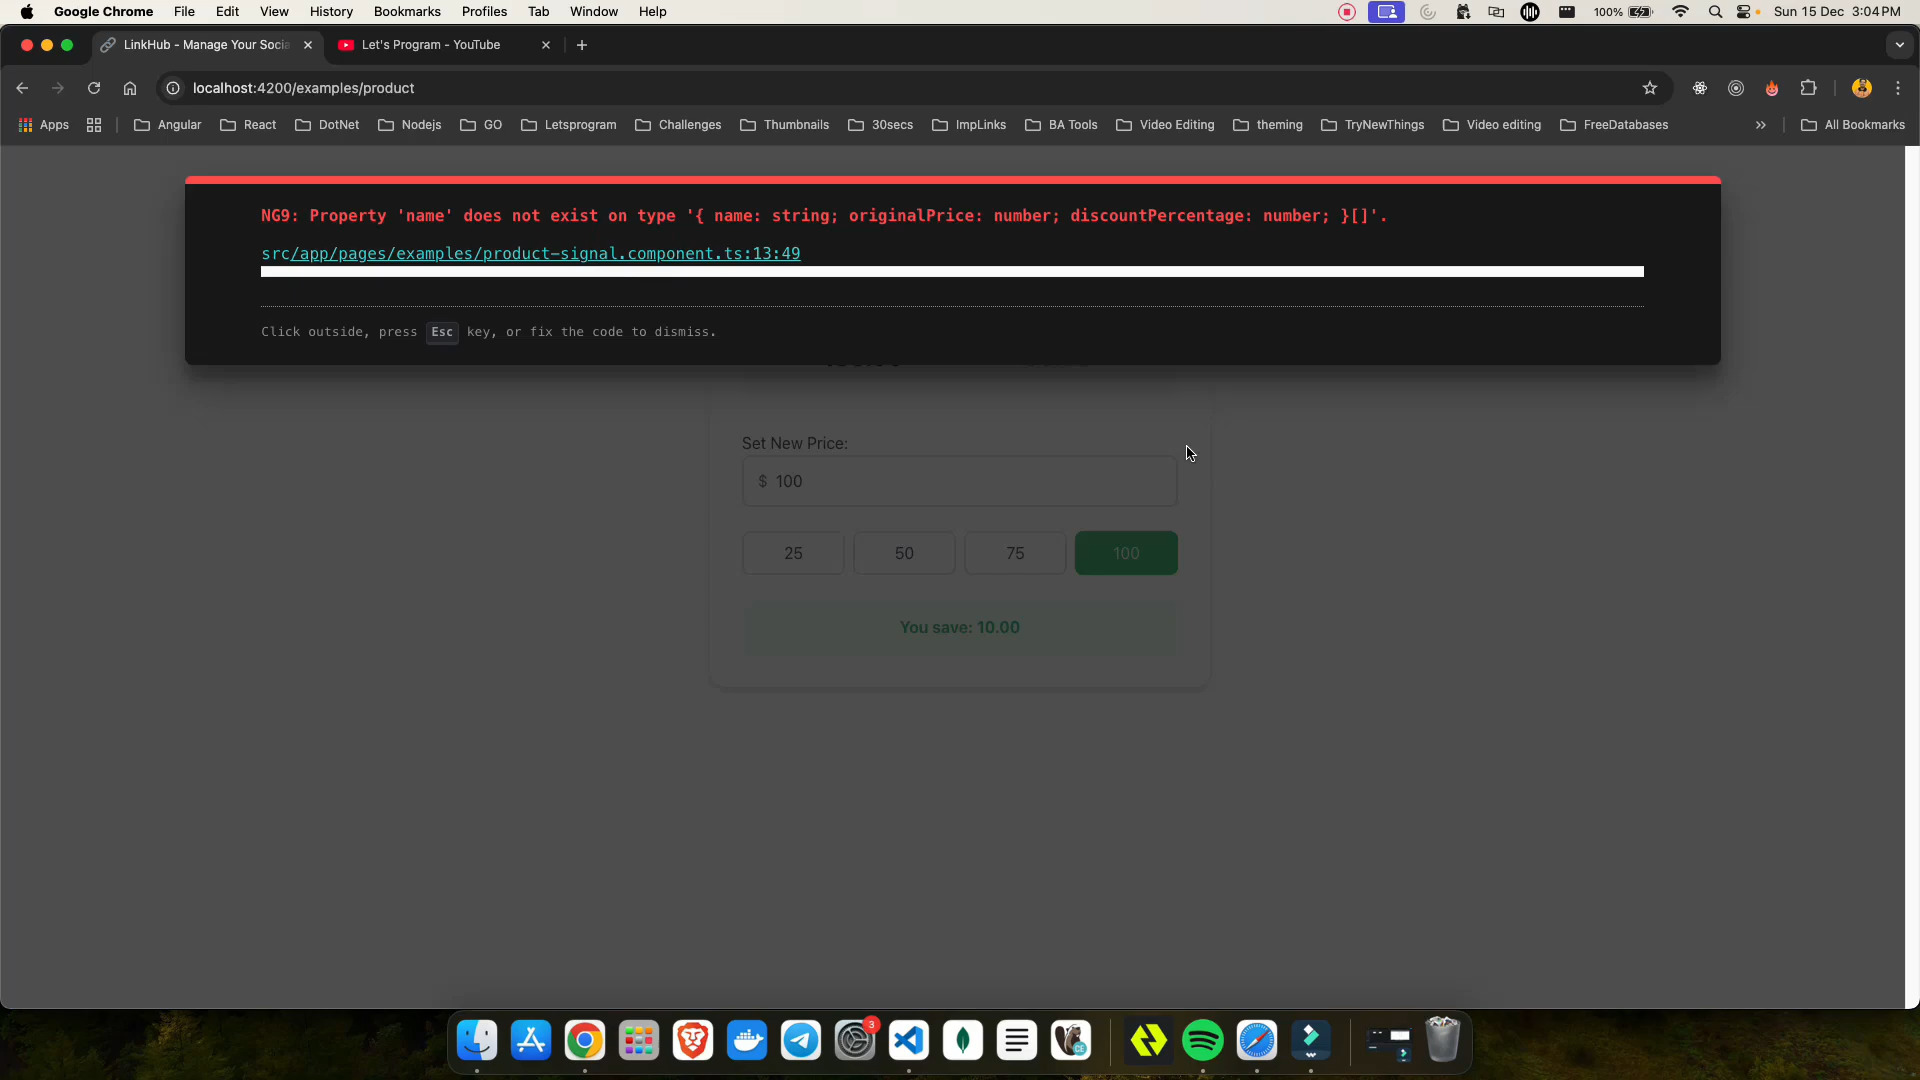 Google Chrome File Edit View History Bookmarks Profiles Tab Window Help 100% Sun 15 Dec 3:04 PM
LinkHub - Manage Your Socia Let's Program - YouTube
localhost:4200/examples/product
Apps Angular React DotNet Nodejs GO Letsprogram Challenges Thumbnails 30secs ImpLinks BA Tools Video Editing theming TryNewThings Video editing FreeDatabases All Bookmarks
NG9: Property 'name' does not exist on type '{ name: string; originalPrice: number; discountPercentage: number; }[]'.
src/app/pages/examples/product-signal.component.ts:13:49
Click outside, press Esc key, or fix the code to dismiss.
Set New Price:
$ 100
25 50 75 100
You save: 10.00
3
CE